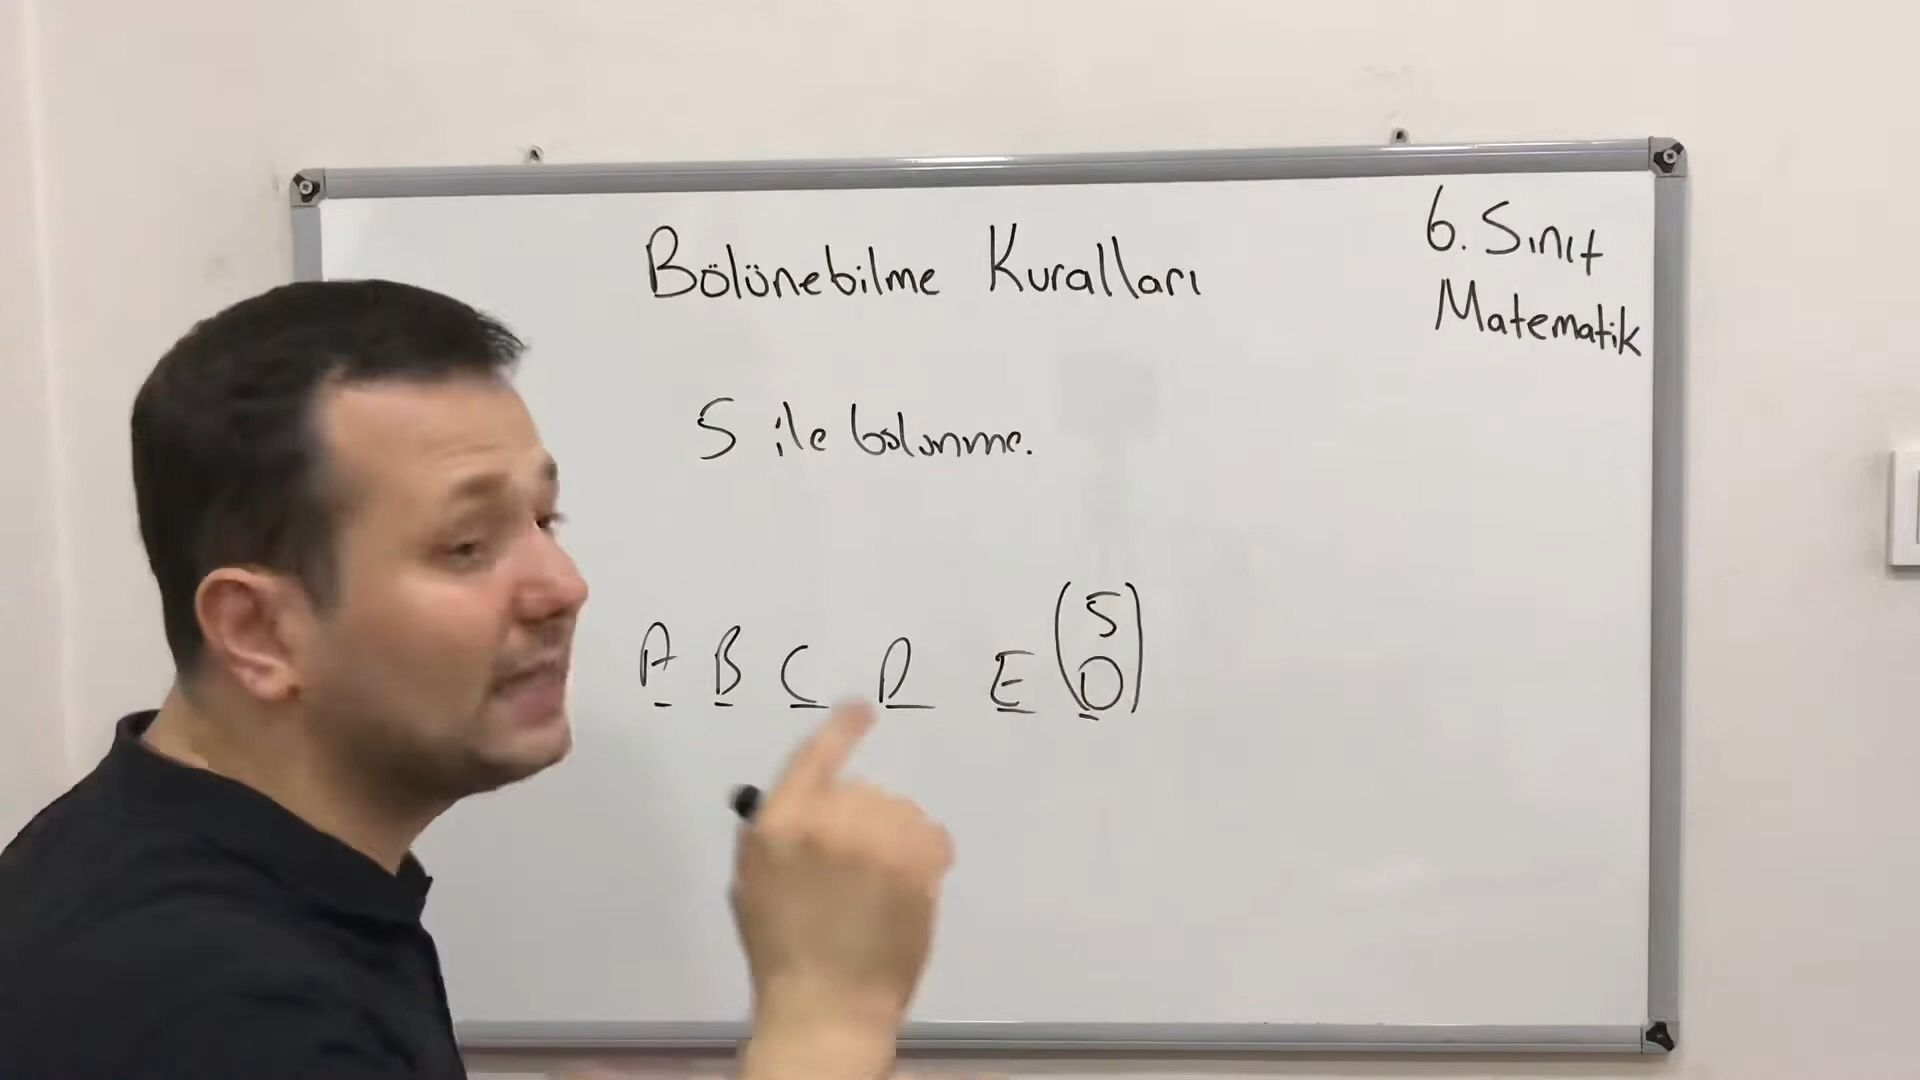 Bölünebilme Kuralları
6. Sınıf
Matematik
5 ile bölünme.
A B C D E (5
0)